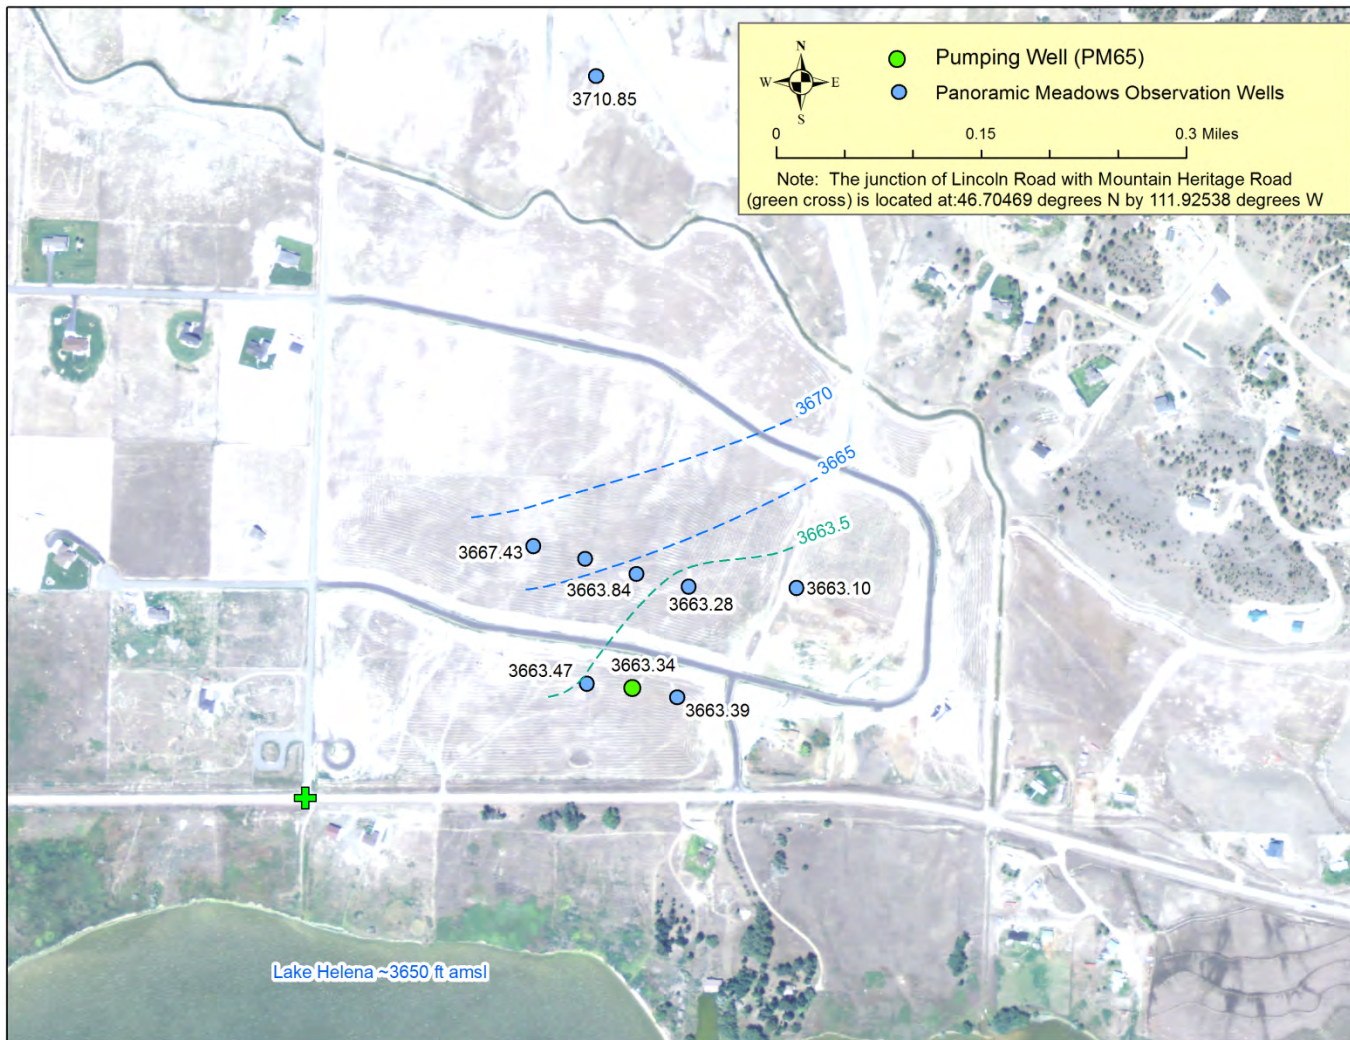 3710.85
N
W E
S
Pumping Well (PM65)
Panoramic Meadows Observation Wells
0 0.15 0.3 Miles
Note: The junction of Lincoln Road with Mountain Heritage Road
(green cross) is located at:46.70469 degrees N by 111.92538 degrees W
3670
3665
3663.5
3667.43
3663.84
3663.28
3663.10
3663.47
3663.34
3663.39
Lake Helena ~3650 ft amsl